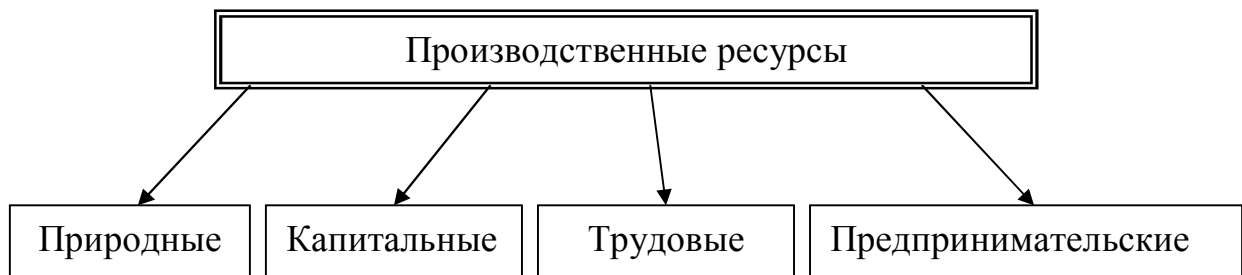 Производственные ресурсы
Природные
Капитальные
Трудовые
Предпринимательские